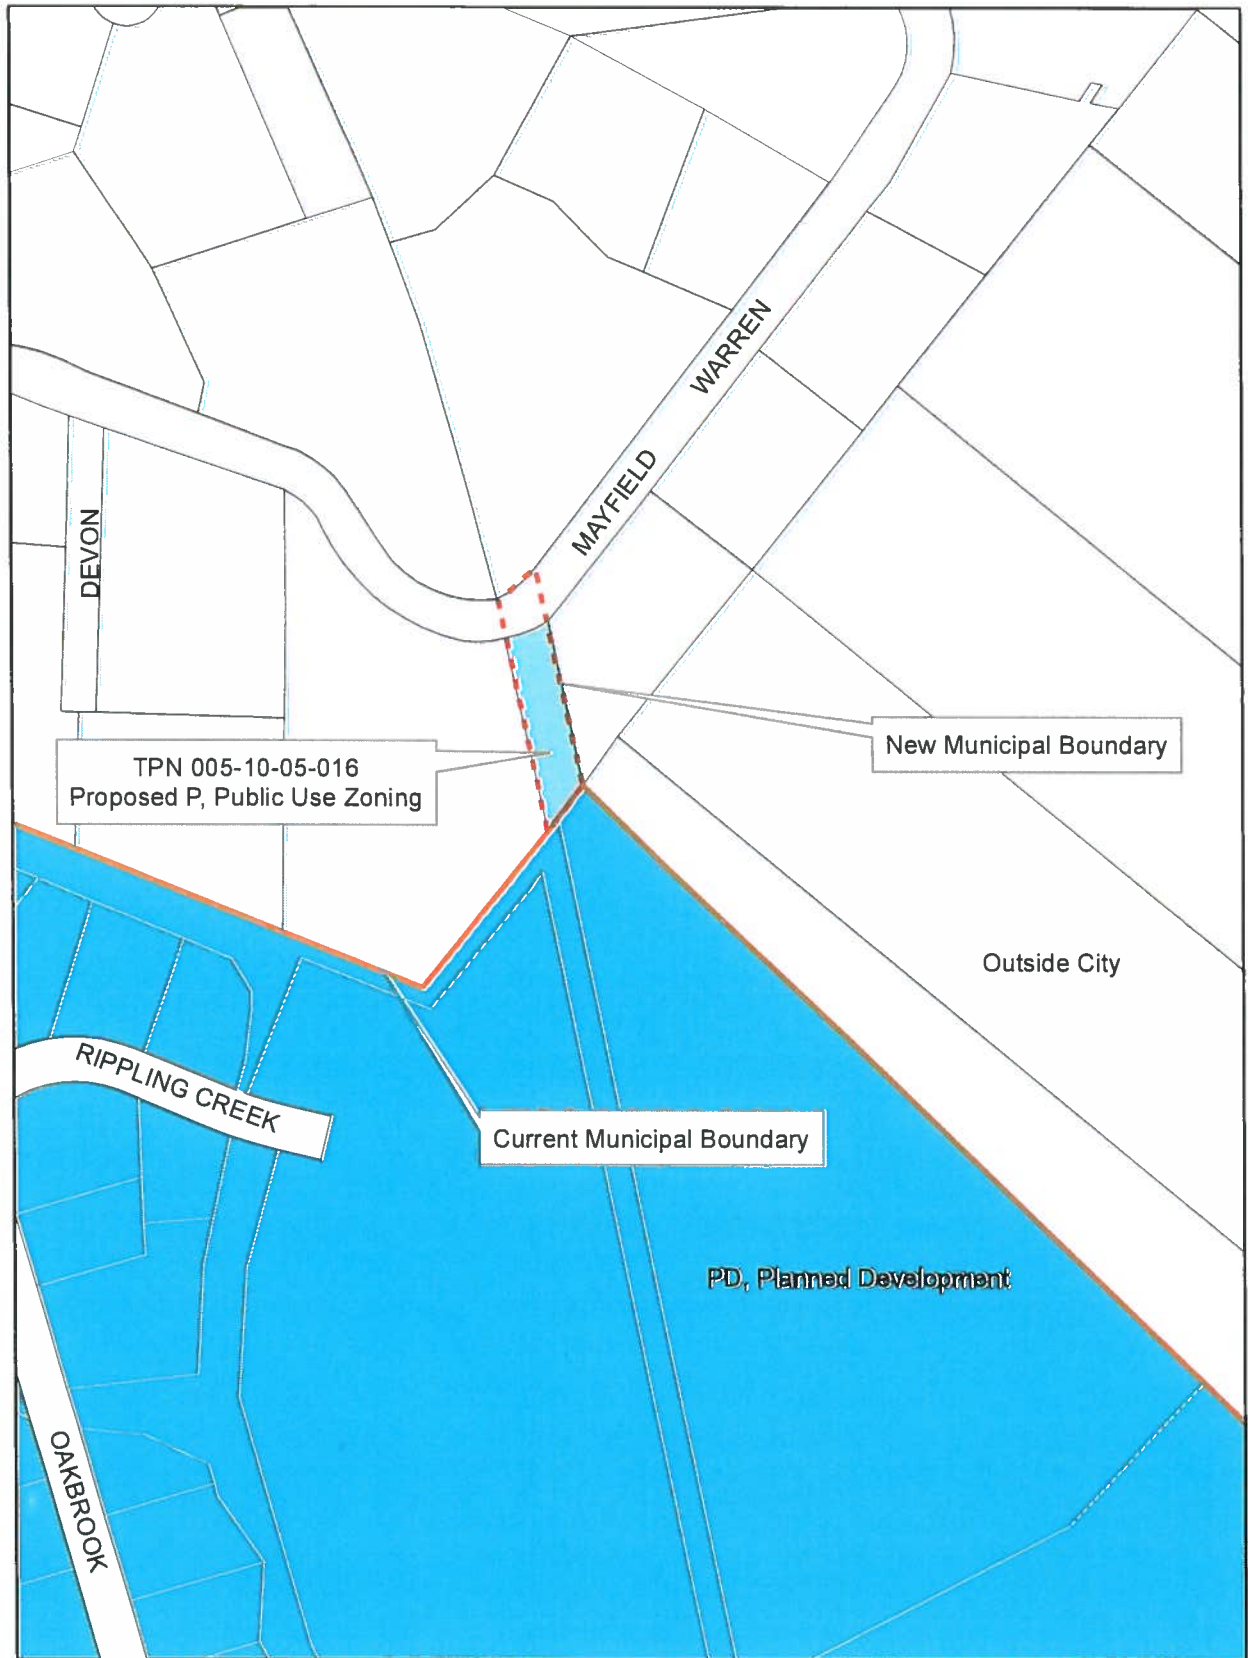 WARREN
MAYFIELD
DEVON
New Municipal Boundary
TPN 005-10-05-016
Proposed P, Public Use Zoning
Outside City
RIPPLING CREEK
Current Municipal Boundary
PD, Planned Development
OAKBROOK